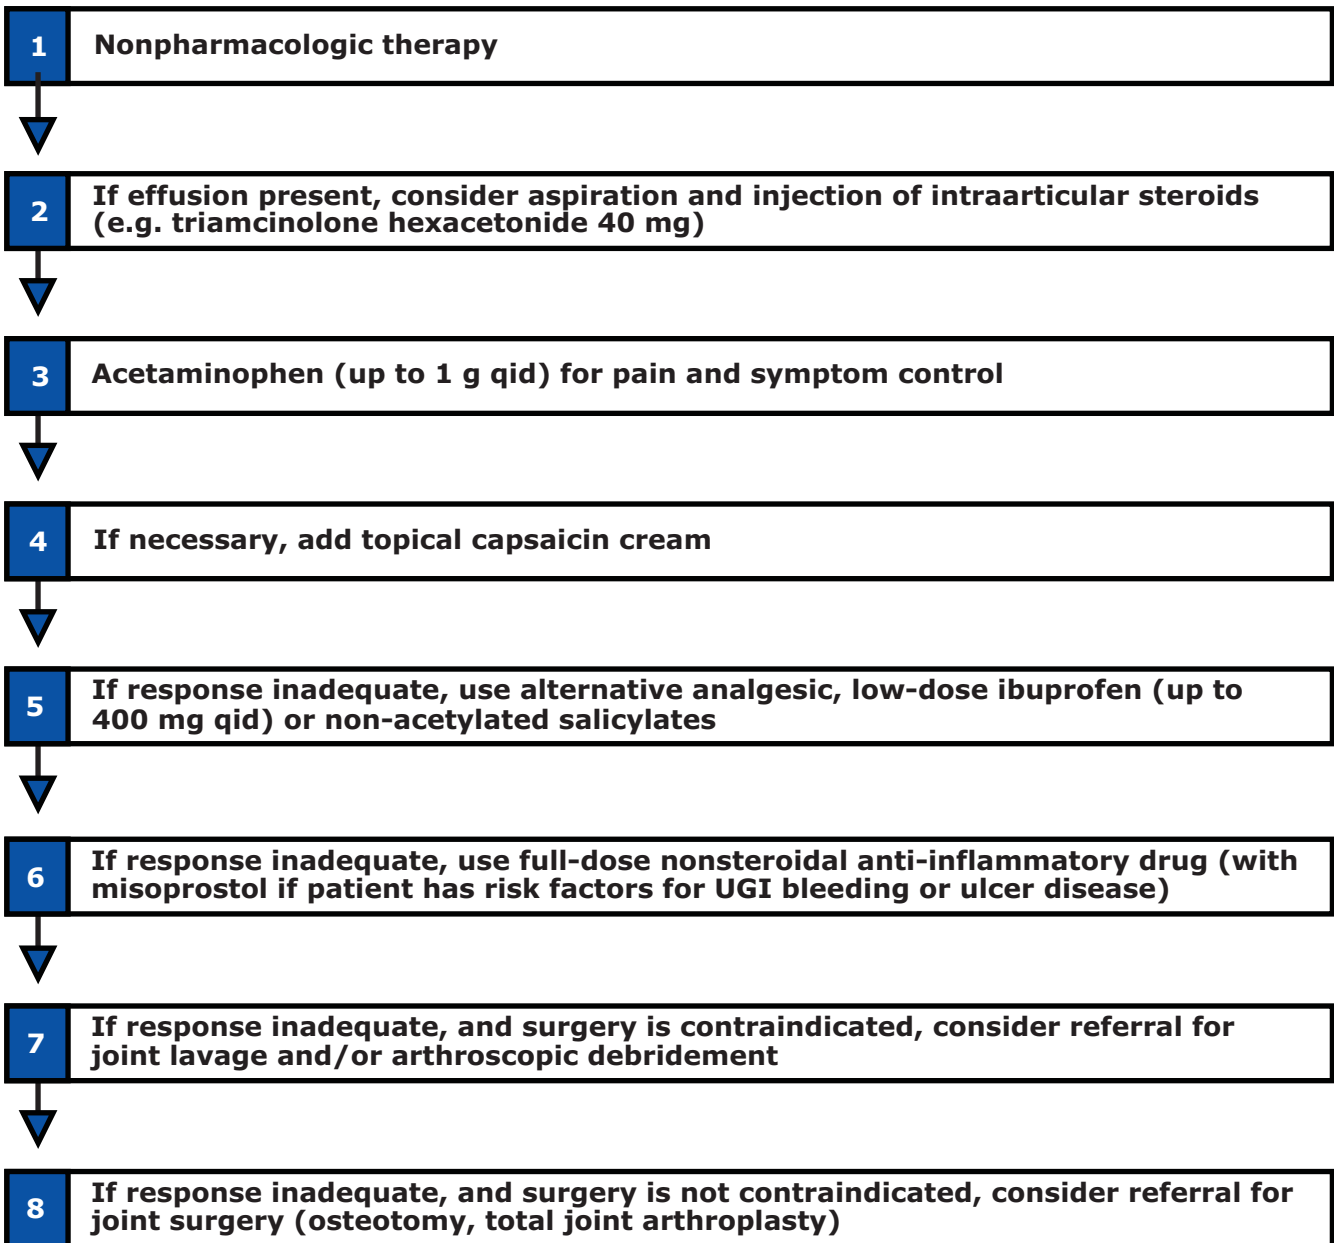 1 Nonpharmacologic therapy
2 If effusion present, consider aspiration and injection of intraarticular steroids
(e.g. triamcinolone hexacetonide 40 mg)
3 Acetaminophen (up to 1 g qid) for pain and symptom control
4 If necessary, add topical capsaicin cream
5 If response inadequate, use alternative analgesic, low-dose ibuprofen (up to
400 mg qid) or non-acetylated salicylates
6 If response inadequate, use full-dose nonsteroidal anti-inflammatory drug (with
misoprostol if patient has risk factors for UGI bleeding or ulcer disease)
7 If response inadequate, and surgery is contraindicated, consider referral for
joint lavage and/or arthroscopic debridement
8 If response inadequate, and surgery is not contraindicated, consider referral for
joint surgery (osteotomy, total joint arthroplasty)